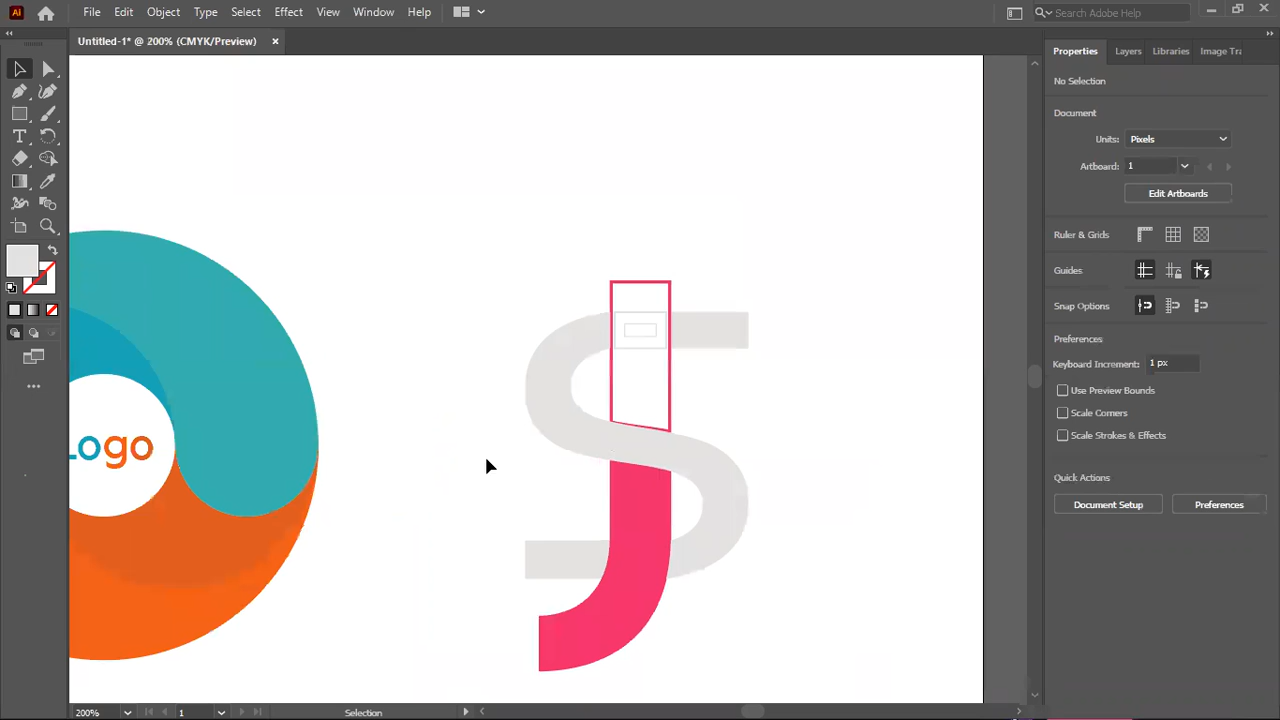 Ai
File Edit Object Type Select Effect View Window Help
Search Adobe Help
Untitled-1* @ 200% (CMYK/Preview) ×
Properties Layers Libraries Image Tra
No Selection
Document
Units: Pixels
Artboard: 1
Edit Artboards
Ruler & Grids
Guides
Snap Options
Preferences
Keyboard Increment: 1 px
Use Preview Bounds
Scale Corners
Scale Strokes & Effects
Quick Actions
Document Setup Preferences
Logo
SJ
200% 1 Selection